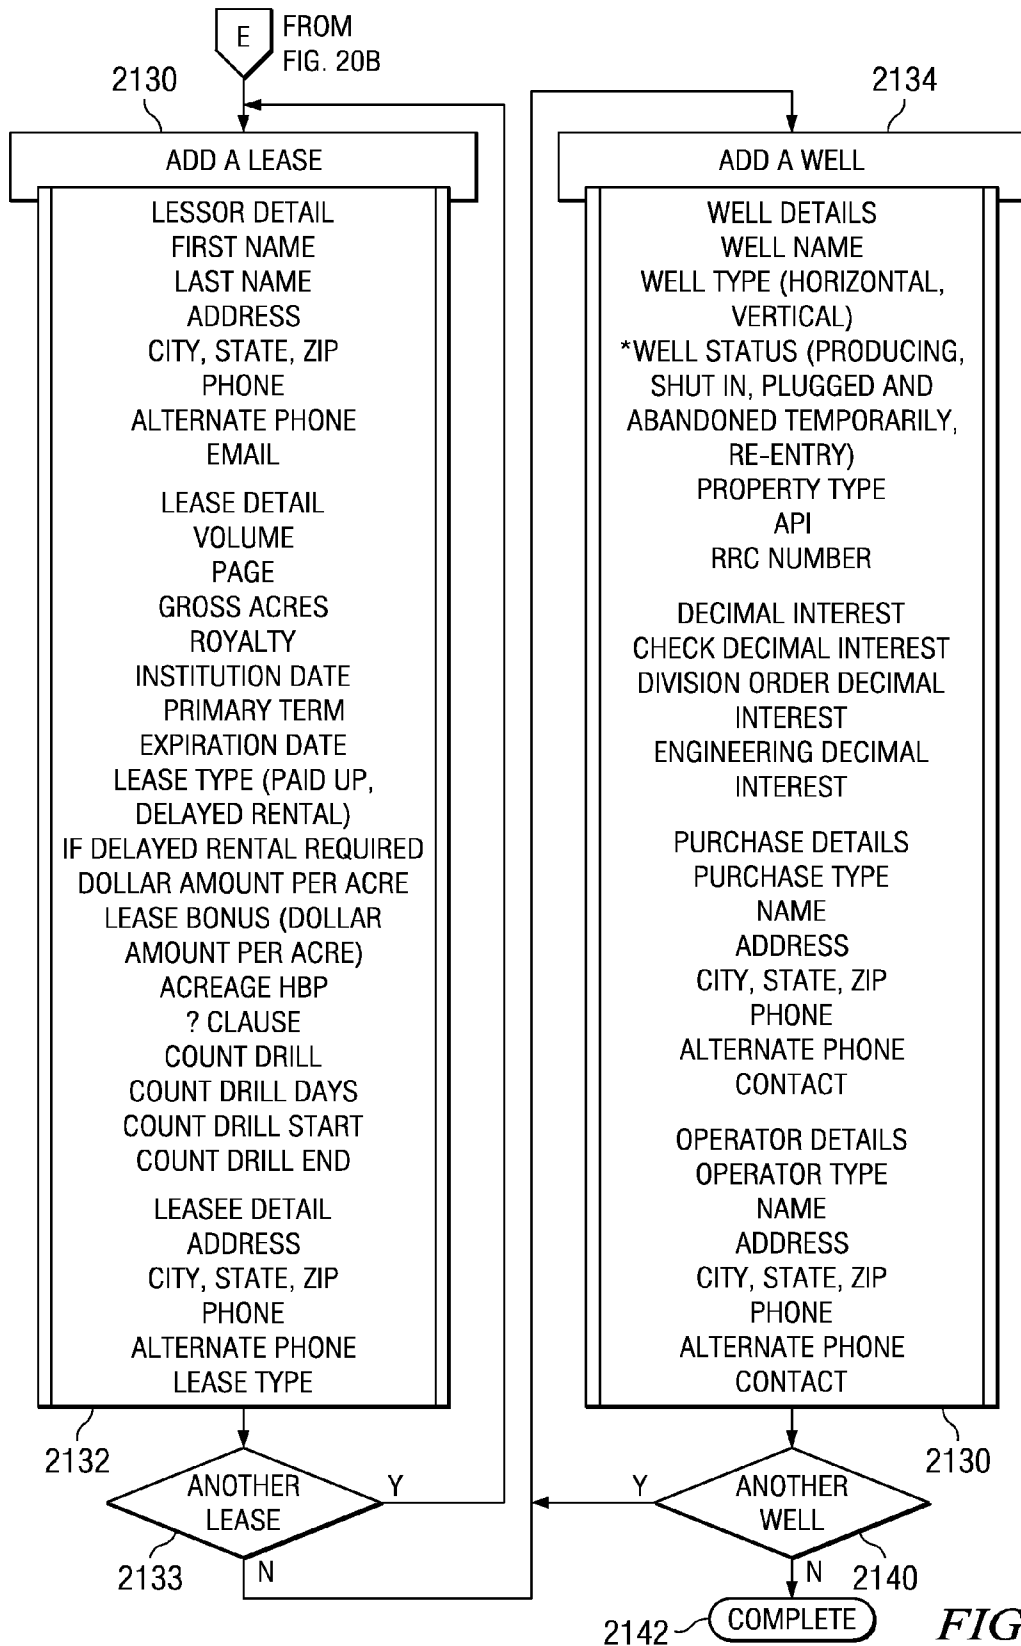 E
FROM
FIG. 20B
2130
ADD A LEASE
LESSOR DETAIL
FIRST NAME
LAST NAME
ADDRESS
CITY, STATE, ZIP
PHONE
ALTERNATE PHONE
EMAIL
LEASE DETAIL
VOLUME
PAGE
GROSS ACRES
ROYALTY
INSTITUTION DATE
PRIMARY TERM
EXPIRATION DATE
LEASE TYPE (PAID UP,
DELAYED RENTAL)
IF DELAYED RENTAL REQUIRED
DOLLAR AMOUNT PER ACRE
LEASE BONUS (DOLLAR
AMOUNT PER ACRE)
ACREAGE HBP
? CLAUSE
COUNT DRILL
COUNT DRILL DAYS
COUNT DRILL START
COUNT DRILL END
LEASEE DETAIL
ADDRESS
CITY, STATE, ZIP
PHONE
ALTERNATE PHONE
LEASE TYPE
2132
ANOTHER
LEASE
Y
2133
N
2134
ADD A WELL
WELL DETAILS
WELL NAME
WELL TYPE (HORIZONTAL,
VERTICAL)
*WELL STATUS (PRODUCING,
SHUT IN, PLUGGED AND
ABANDONED TEMPORARILY,
RE-ENTRY)
PROPERTY TYPE
API
RRC NUMBER
DECIMAL INTEREST
CHECK DECIMAL INTEREST
DIVISION ORDER DECIMAL
INTEREST
ENGINEERING DECIMAL
INTEREST
PURCHASE DETAILS
PURCHASE TYPE
NAME
ADDRESS
CITY, STATE, ZIP
PHONE
ALTERNATE PHONE
CONTACT
OPERATOR DETAILS
OPERATOR TYPE
NAME
ADDRESS
CITY, STATE, ZIP
PHONE
ALTERNATE PHONE
CONTACT
2130
Y
ANOTHER
WELL
N
2140
2142
COMPLETE
FIG